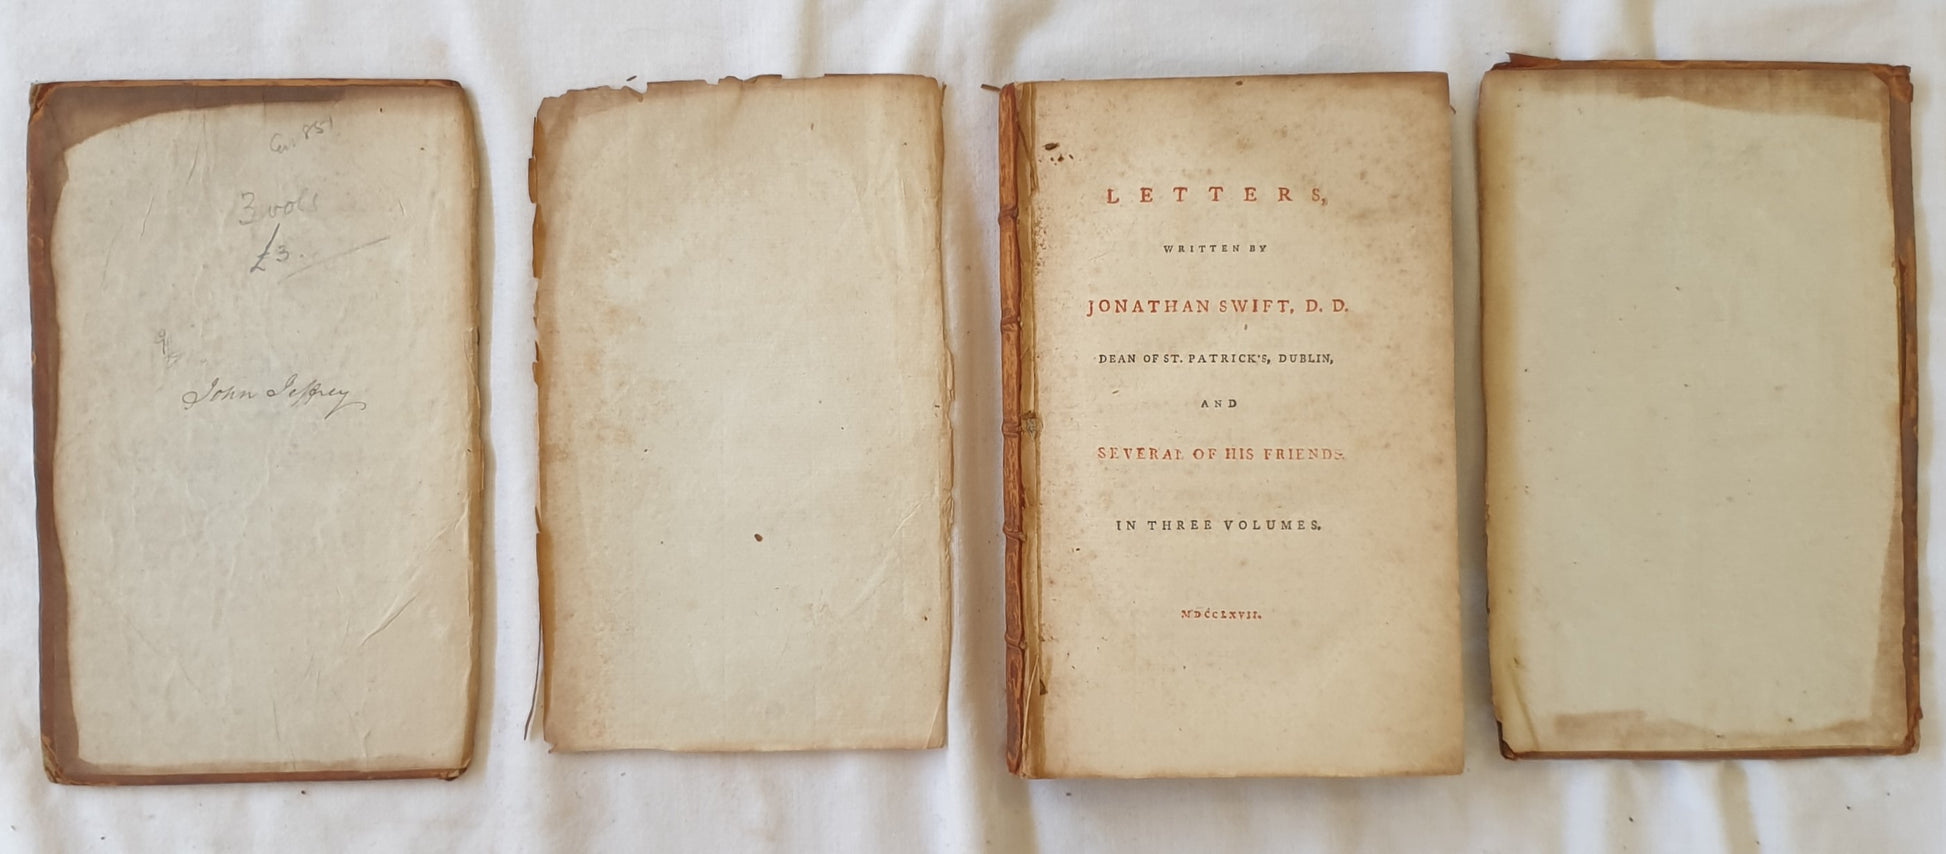 3 vols
£3.
John Jeffrey
LETTERS,
WRITTEN BY
JONATHAN SWIFT, D. D.
DEAN OF ST. PATRICK'S, DUBLIN,
AND
SEVERAL OF HIS FRIENDS.
IN THREE VOLUMES.
MDCCLXVII.